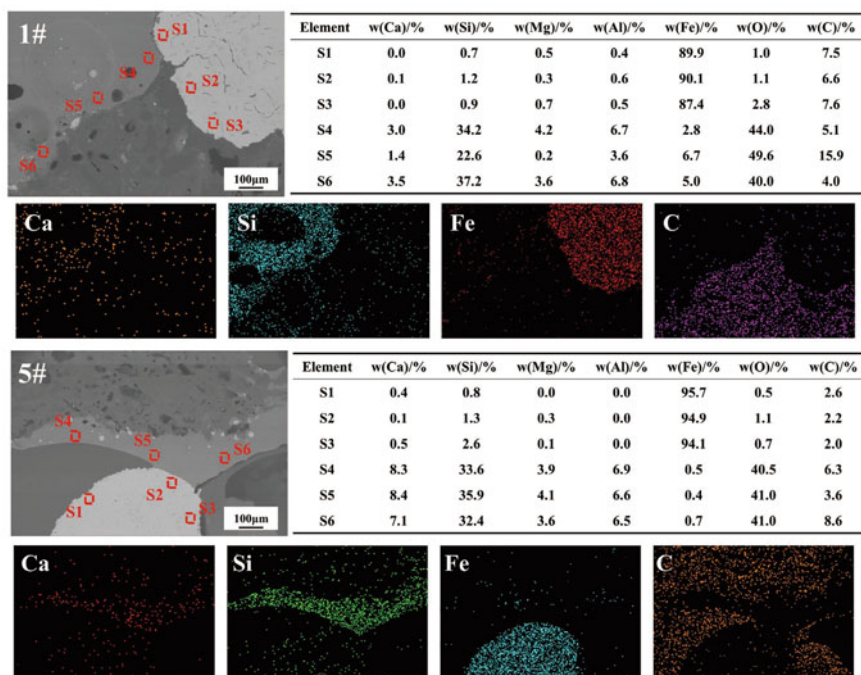 1#
S1
S4
S2
S5
S3
S6
100μm
Element w(Ca)/% w(Si)/% w(Mg)/% w(Al)/% w(Fe)/% w(O)/% w(C)/%
S1 0.0 0.7 0.5 0.4 89.9 1.0 7.5
S2 0.1 1.2 0.3 0.6 90.1 1.1 6.6
S3 0.0 0.9 0.7 0.5 87.4 2.8 7.6
S4 3.0 34.2 4.2 6.7 2.8 44.0 5.1
S5 1.4 22.6 0.2 3.6 6.7 49.6 15.9
S6 3.5 37.2 3.6 6.8 5.0 40.0 4.0
Ca Si Fe C
5#
S4
S5
S6
S2
S1
S3
100μm
Element w(Ca)/% w(Si)/% w(Mg)/% w(Al)/% w(Fe)/% w(O)/% w(C)/%
S1 0.4 0.8 0.0 0.0 95.7 0.5 2.6
S2 0.1 1.3 0.3 0.0 94.9 1.1 2.2
S3 0.5 2.6 0.1 0.0 94.1 0.7 2.0
S4 8.3 33.6 3.9 6.9 0.5 40.5 6.3
S5 8.4 35.9 4.1 6.6 0.4 41.0 3.6
S6 7.1 32.4 3.6 6.5 0.7 41.0 8.6
Ca Si Fe C